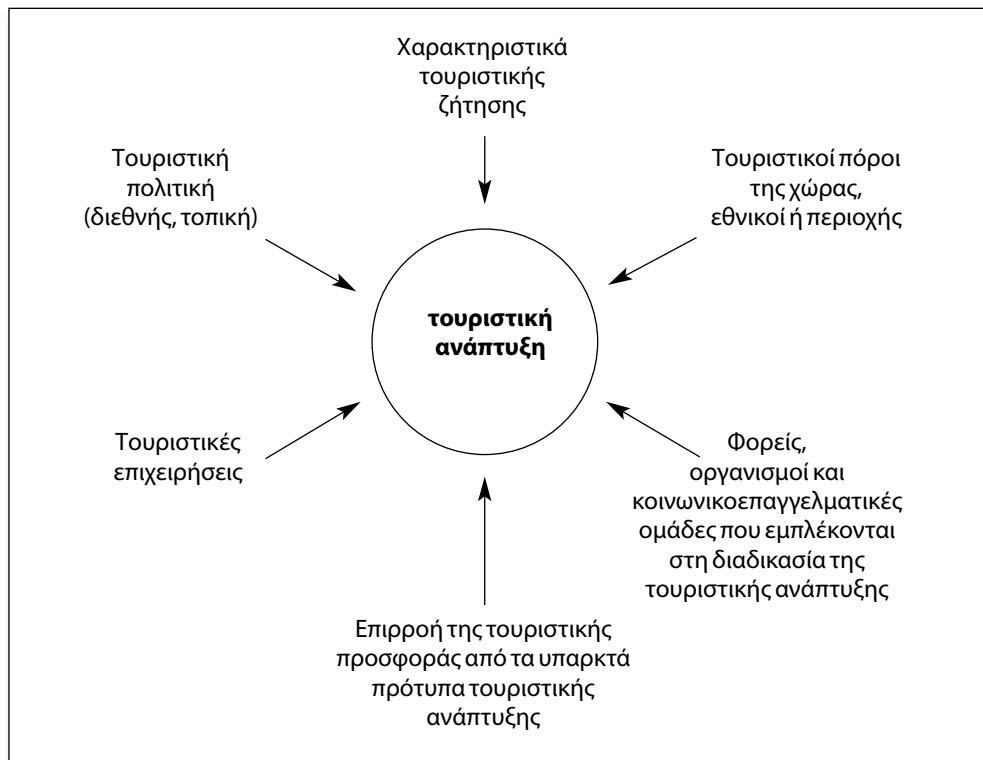 Χαρακτηριστικά
τουριστικής
ζήτησης
Τουριστική
πολιτική
(διεθνής, τοπική)
Τουριστικοί πόροι
της χώρας,
εθνικοί ή περιοχής
τουριστική
ανάπτυξη
Τουριστικές
επιχειρήσεις
Φορείς,
οργανισμοί και
κοινωνικοεπαγγελματικές
ομάδες που εμπλέκονται
στη διαδικασία της
τουριστικής ανάπτυξης
Επιρροή της τουριστικής
προσφοράς από τα υπαρκτά
πρότυπα τουριστικής
ανάπτυξης